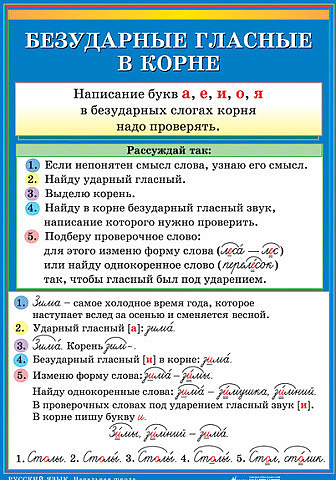 БЕЗУДАРНЫЕ ГЛАСНЫЕ
В КОРНЕ
Написание букв а, е, и, о, я
в безударных слогах корня
надо проверять.
Рассуждай так:
1. Если непонятен смысл слова, узнаю его смысл.
2. Найду ударный гласный.
3. Выделю корень.
4. Найду в корне безударный гласный звук,
написание которого нужно проверить.
5. Подберу проверочное слово:
для этого изменю форму слова (леса — лес)
или найду однокоренное слово (перелесок)
так, чтобы гласный был под ударением.
1. Зима – самое холодное время года, которое
наступает вслед за осенью и сменяется весной.
2. Ударный гласный [а]: зима.
3. Зима. Корень зим-.
4. Безударный гласный [и] в корне: зима.
5. Изменю форму слова: зима – зимы.
Найду однокоренные слова: зима – зимушка, зимний.
В проверочных словах под ударением гласный звук [и].
В корне пишу букву и.
Зимы, зимний – зима.
1. Столы. 2. Столы. 3. Столы. 4. Столы. 5. Стол, столик.
РУССКИЙ ЯЗЫК. Начальная школа